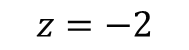 z = −2